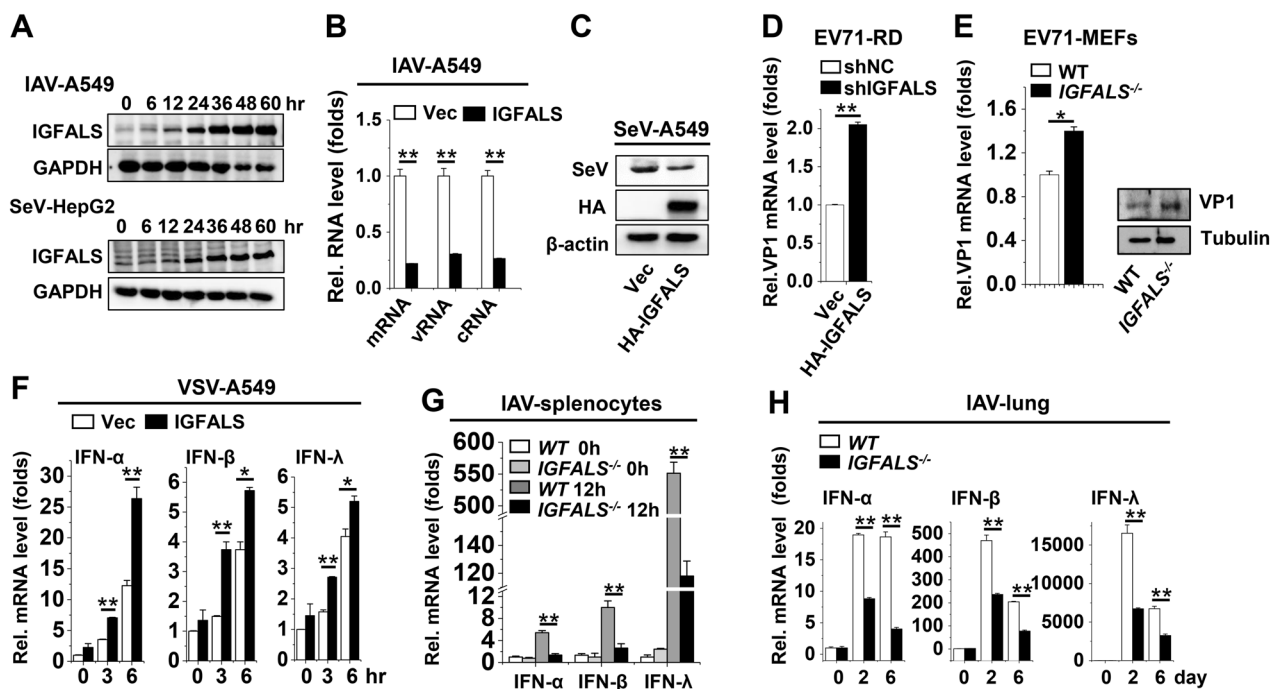 A
IAV-A549
0 6 12 24 36 48 60 hr
IGFALS
GAPDH
SeV-HepG2
0 6 12 24 36 48 60 hr
IGFALS
GAPDH
B
IAV-A549
Vec IGFALS
Rel. RNA level (folds)
1.5
1.0
0.5
0.0
** ** **
mRNA
vRNA
cRNA
C
SeV-A549
SeV
HA
β-actin
Vec
HA-IGFALS
D
EV71-RD
shNC
shIGFALS
Rel.VP1 mRNA level (folds)
**
2.0
1.5
1.0
0.5
0.0
Vec
HA-IGFALS
E
EV71-MEFs
WT
IGFALS-/-
Rel.VP1 mRNA level (folds)
*
1.6
1.2
0.8
0.4
0.0
VP1
Tubulin
WT
IGFALS-/-
F
VSV-A549
Vec IGFALS
Rel. mRNA level (folds)
IFN-α
30
25
20
15
10
5
0
** **
0 3 6
IFN-β
6
5
4
3
2
1
0
** *
0 3 6
IFN-λ
6
5
4
3
2
1
0
** *
0 3 6 hr
G
IAV-splenocytes
WT 0h
IGFALS-/- 0h
WT 12h
IGFALS-/- 12h
Rel. mRNA level (folds)
600
550
500
140
120
12
8
4
0
** ** **
IFN-α IFN-β IFN-λ
H
IAV-lung
WT
IGFALS-/-
Rel. mRNA level (folds)
IFN-α
20
15
10
5
0
** **
0 2 6
IFN-β
500
400
300
200
100
0
** **
0 2 6
IFN-λ
15000
10000
5000
0
** **
0 2 6 day